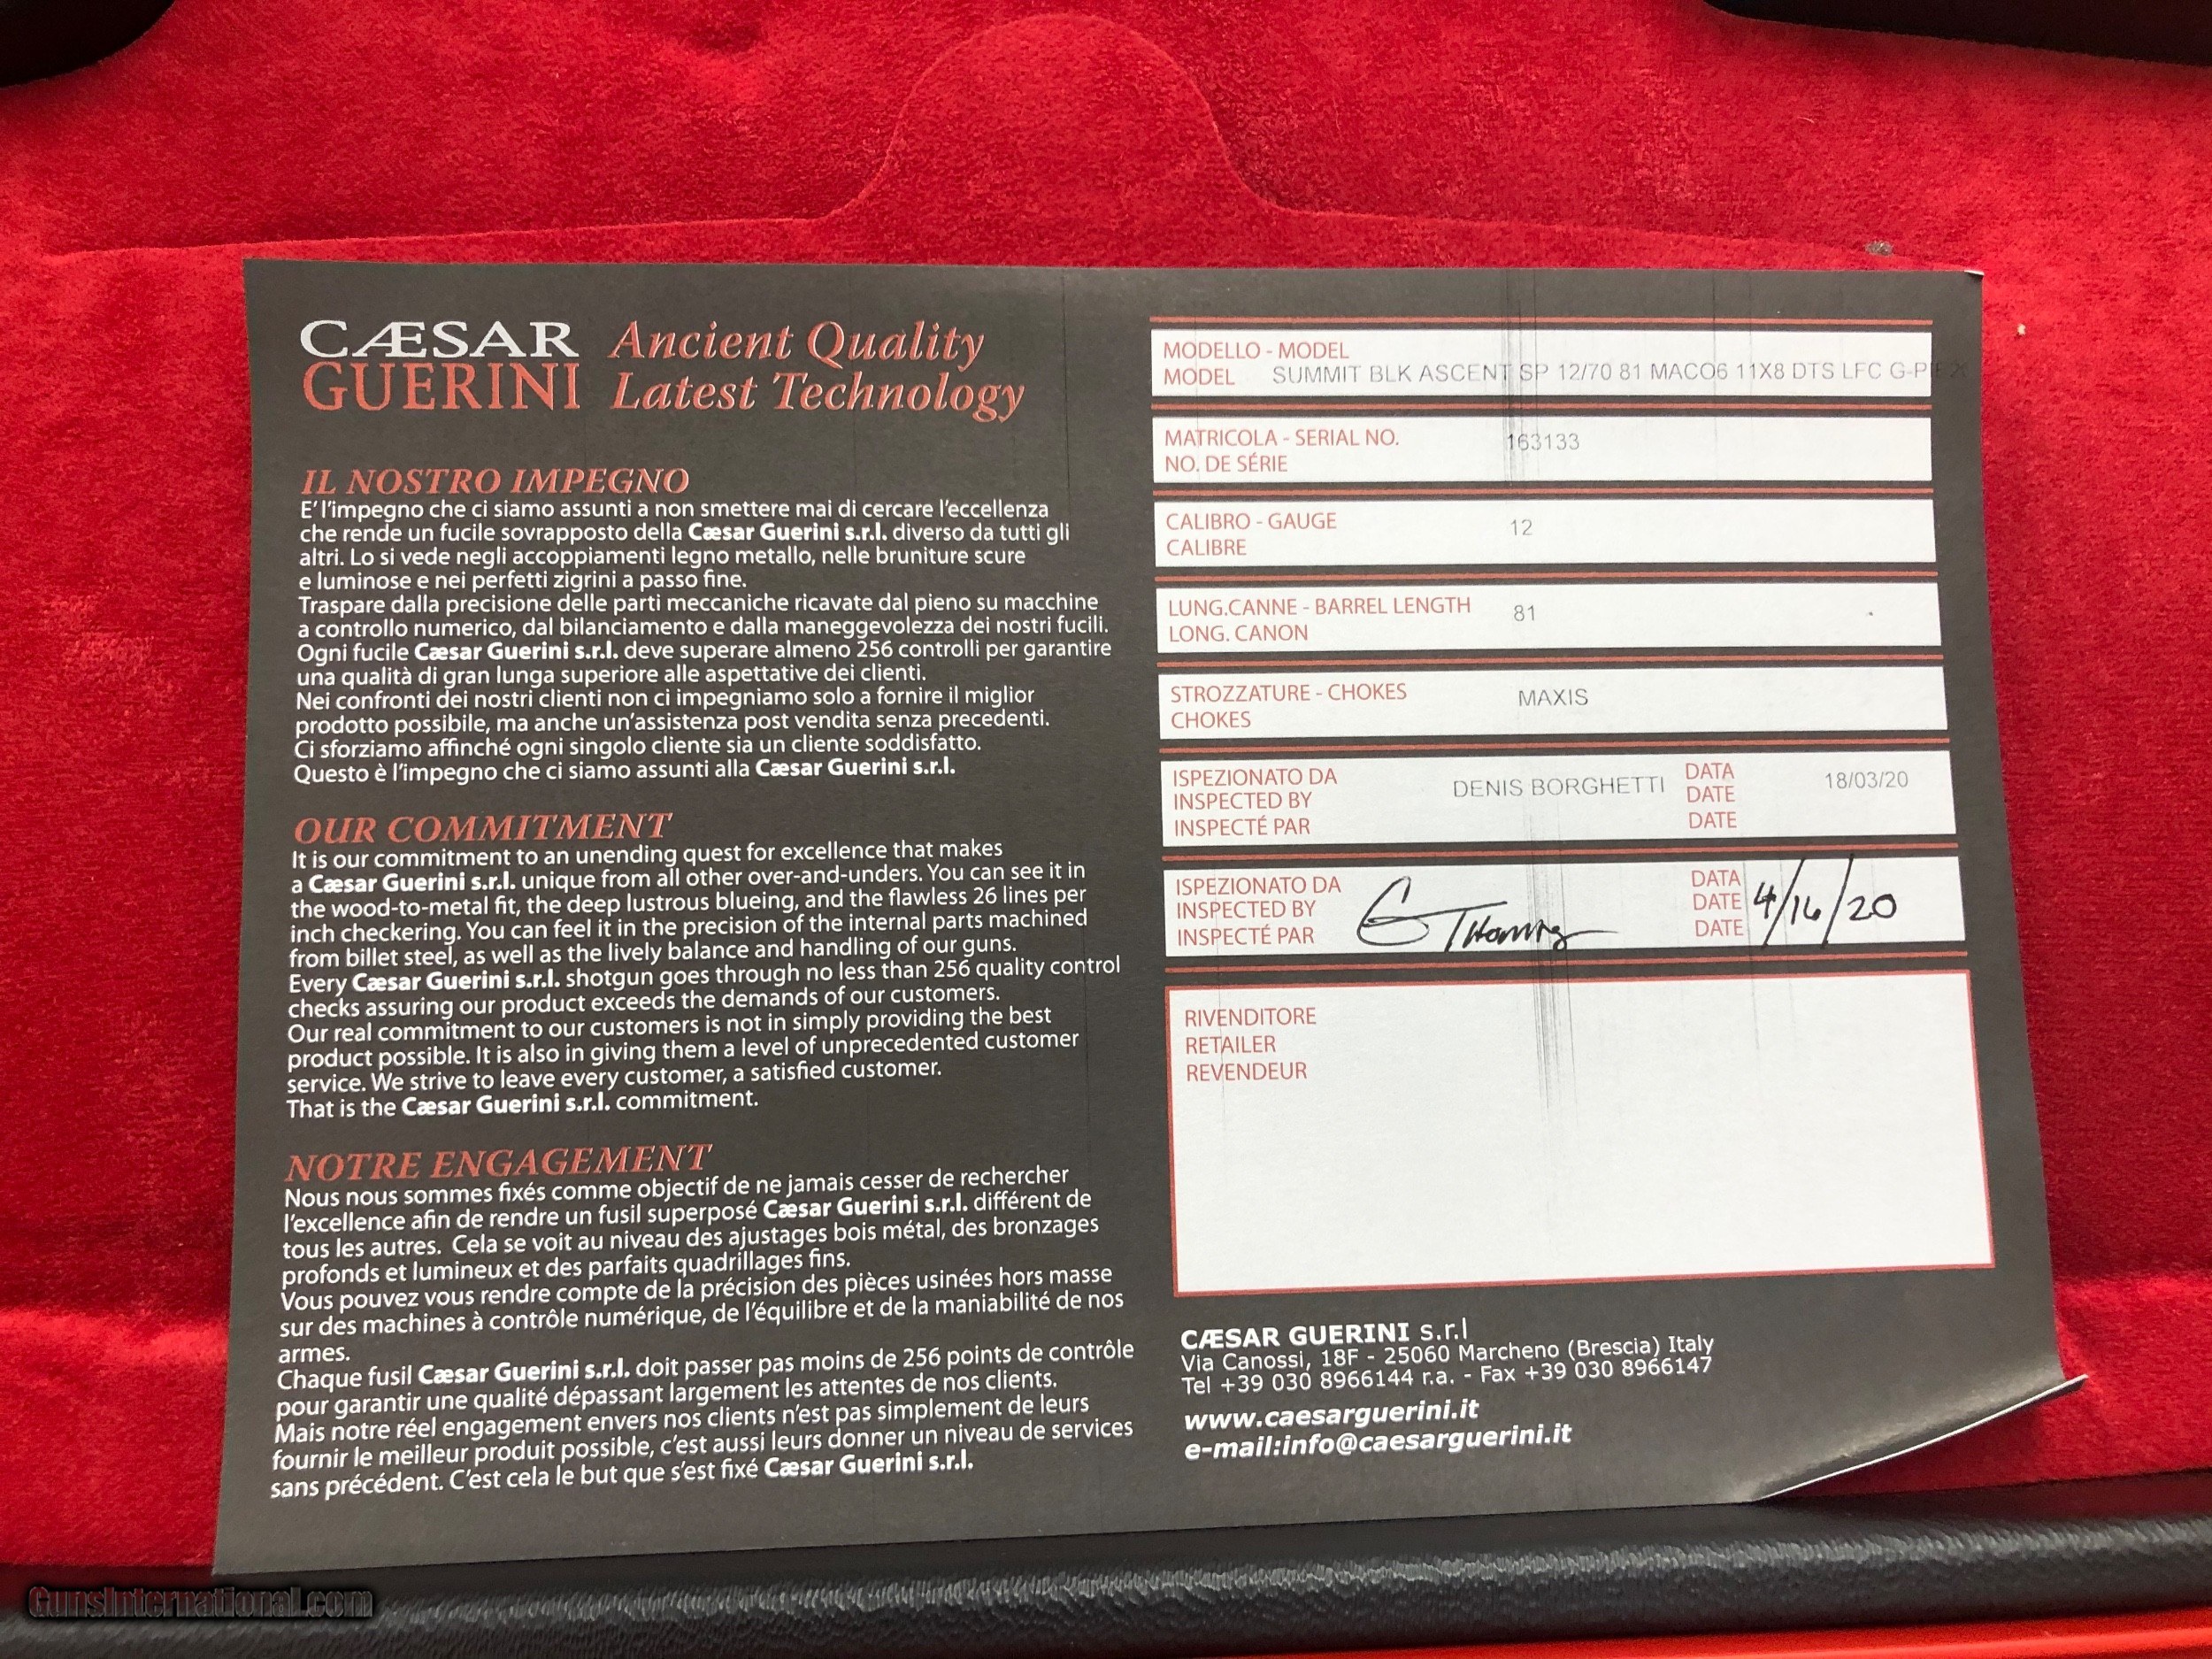 CÆSAR
GUERINI
Ancient Quality
Latest Technology
IL NOSTRO IMPEGNO
E' l'impegno che ci siamo assunti a non smettere mai di cercare l'eccellenza
che rende un fucile sovrapposto della Cæsar Guerini s.r.l. diverso da tutti gli
altri. Lo si vede negli accoppiamenti legno metallo, nelle bruniture scure
e luminose e nei perfetti zigrini a passo fine.
Traspare dalla precisione delle parti meccaniche ricavate dal pieno su macchine
a controllo numerico, dal bilanciamento e dalla maneggevolezza dei nostri fucili.
Ogni fucile Cæsar Guerini s.r.l. deve superare almeno 256 controlli per garantire
una qualità di gran lunga superiore alle aspettative dei clienti.
Nei confronti dei nostri clienti non ci impegniamo solo a fornire il miglior
prodotto possibile, ma anche un'assistenza post vendita senza precedenti.
Ci sforziamo affinché ogni singolo cliente sia un cliente soddisfatto.
Questo è l'impegno che ci siamo assunti alla Cæsar Guerini s.r.l.
OUR COMMITMENT
It is our commitment to an unending quest for excellence that makes
a Cæsar Guerini s.r.l. unique from all other over-and-unders. You can see it in
the wood-to-metal fit, the deep lustrous blueing, and the flawless 26 lines per
inch checkering. You can feel it in the precision of the internal parts machined
from billet steel, as well as the lively balance and handling of our guns.
Every Cæsar Guerini s.r.l. shotgun goes through no less than 256 quality control
checks assuring our product exceeds the demands of our customers.
Our real commitment to our customers is not in simply providing the best
product possible. It is also in giving them a level of unprecedented customer
service. We strive to leave every customer, a satisfied customer.
That is the Cæsar Guerini s.r.l. commitment.
NOTRE ENGAGEMENT
Nous nous sommes fixés comme objectif de ne jamais cesser de rechercher
l'excellence afin de rendre un fusil superposé Cæsar Guerini s.r.l. différent de
tous les autres. Cela se voit au niveau des ajustages bois métal, des bronzages
profonds et lumineux et des parfaits quadrillages fins.
Vous pouvez vous rendre compte de la précision des pièces usinées hors masse
sur des machines à contrôle numérique, de l'équilibre et de la maniabilité de nos
armes.
Chaque fusil Cæsar Guerini s.r.l. doit passer pas moins de 256 points de contrôle
pour garantir une qualité dépassant largement les attentes de nos clients.
Mais notre réel engagement envers nos clients n'est pas simplement de leurs
fournir le meilleur produit possible, c'est aussi leurs donner un niveau de services
sans précédent. C'est cela le but que s'est fixé Cæsar Guerini s.r.l.
MODELLO - MODEL
MODEL SUMMIT BLK ASCENT SP 12/70 81 MACO6 11X8 DTS LFC
MATRICOLA - SERIAL NO. 163133
NO. DE SÉRIE
CALIBRO - GAUGE 12
CALIBRE
LUNG.CANNE - BARREL LENGTH 81
LONG. CANON
STROZZATURE - CHOKES MAXIS
CHOKES
ISPEZIONATO DA DATA
INSPECTED BY DENIS BORGHETTI DATE 18/03/20
INSPECTÉ PAR DATE
ISPEZIONATO DA DATA
INSPECTED BY DATE 4/16/20
INSPECTÉ PAR DATE
RIVENDITORE
RETAILER
REVENDEUR
CÆSAR GUERINI s.r.l
Via Canossi, 18F - 25060 Marcheno (Brescia) Italy
Tel +39 030 8966144 r.a. - Fax +39 030 8966147
www.caesarguerini.it
e-mail:info@caesarguerini.it
GunsInternational.com